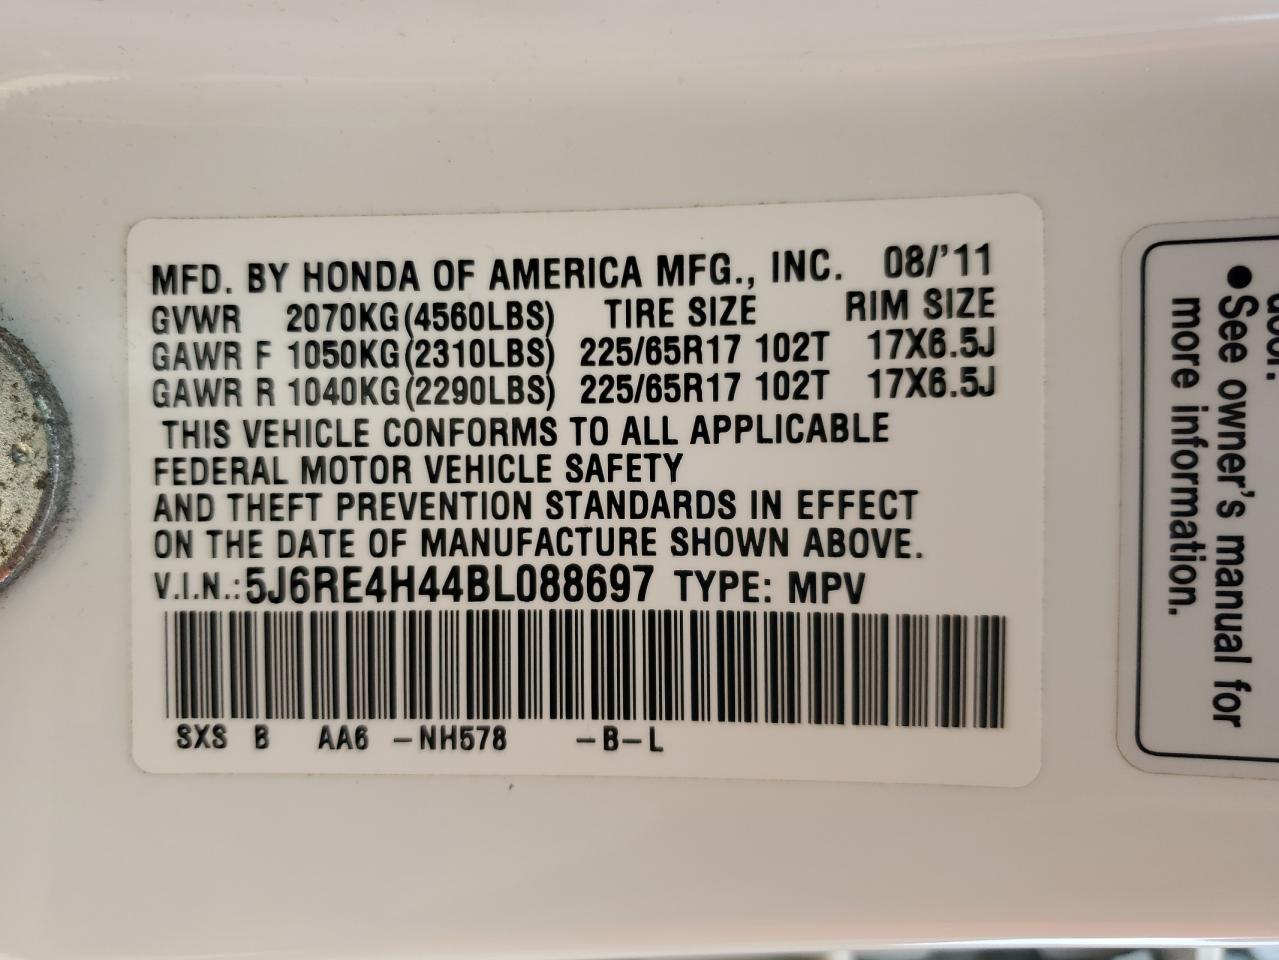 MFD. BY HONDA OF AMERICA MFG., INC. 08/'11
GVWR 2070KG(4560LBS) TIRE SIZE RIM SIZE
GAWR F 1050KG(2310LBS) 225/65R17 102T 17X6.5J
GAWR R 1040KG(2290LBS) 225/65R17 102T 17X6.5J
THIS VEHICLE CONFORMS TO ALL APPLICABLE
FEDERAL MOTOR VEHICLE SAFETY
AND THEFT PREVENTION STANDARDS IN EFFECT
ON THE DATE OF MANUFACTURE SHOWN ABOVE.
V.I.N.:5J6RE4H44BL088697 TYPE: MPV
SXS B AA6 -NH578 -B-L
●See owner's manual for
more information.